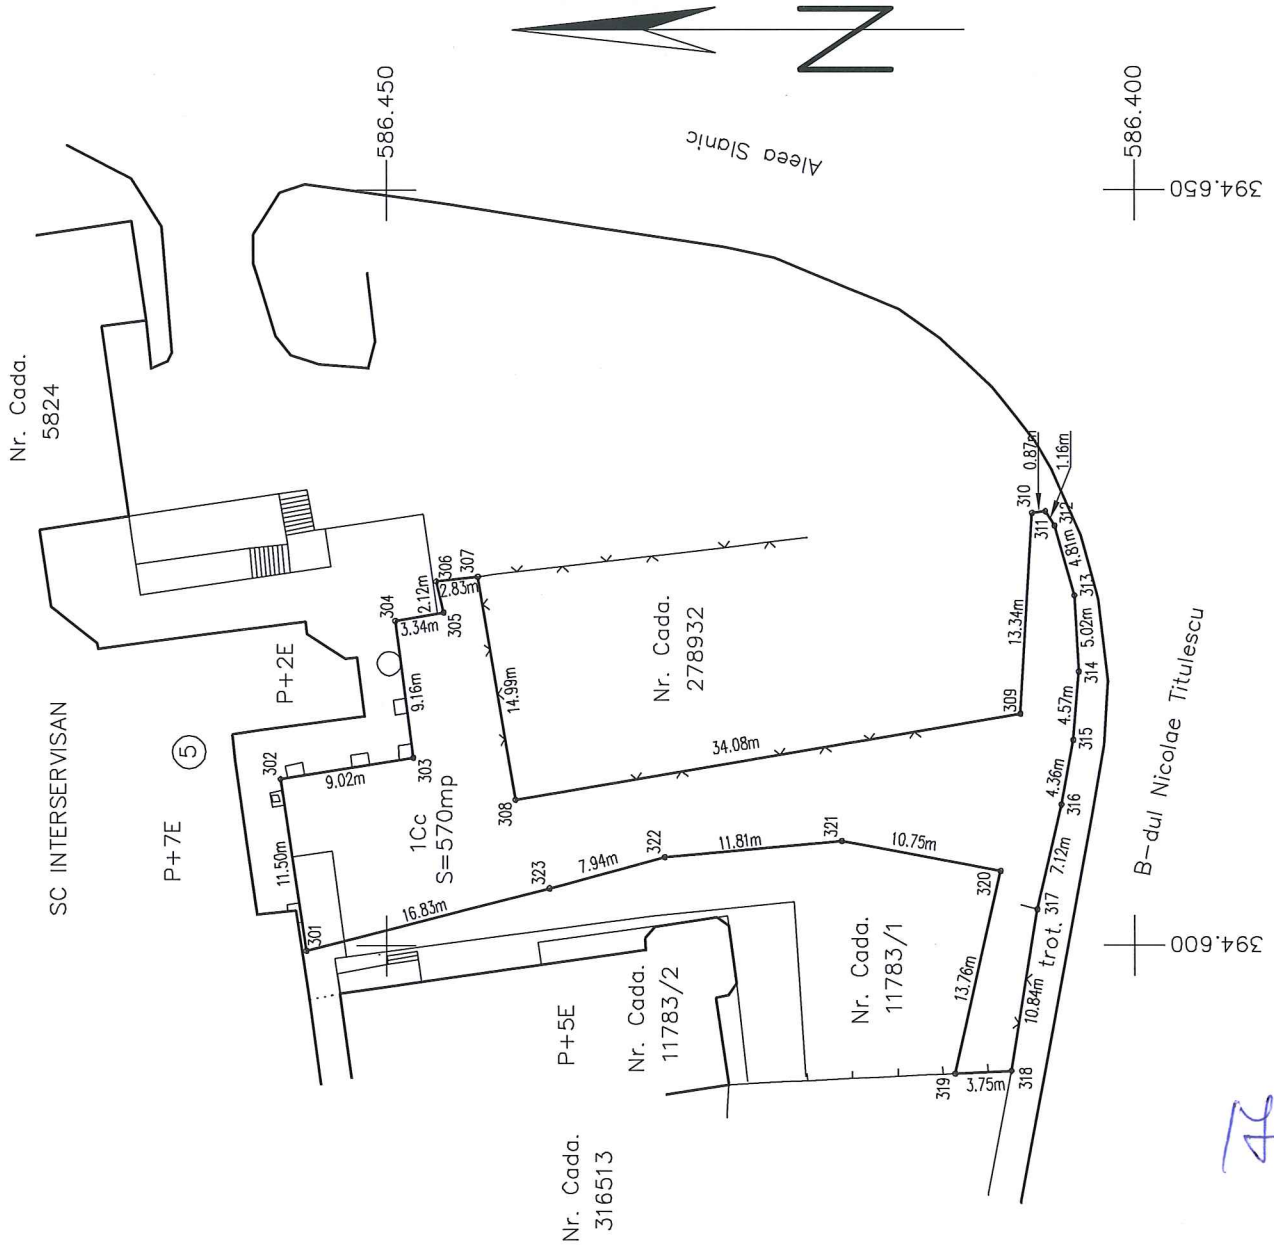 Nr. Cada.
5824
586.450
Aleea Slanic
N
586.400
394.650
SC INTERSERVISAN
P+7E
5
P+2E
302
304
306
307
305
303
301
11.50m
9.02m
9.16m
3.34m
2.12m
2.83m
14.99m
1Cc
S=570mp
308
Nr. Cada.
278932
34.08m
309
13.34m
310
0.87m
311
1.16m
312
4.81m
313
5.02m
314
4.57m
315
4.36m
316
7.12m
317
trot.
10.84m
318
3.75m
319
13.76m
320
10.75m
321
11.81m
322
7.94m
323
16.83m
P+5E
Nr. Cada.
11783/2
Nr. Cada.
11783/1
Nr. Cada.
316513
B-dul Nicolae Titulescu
394.600